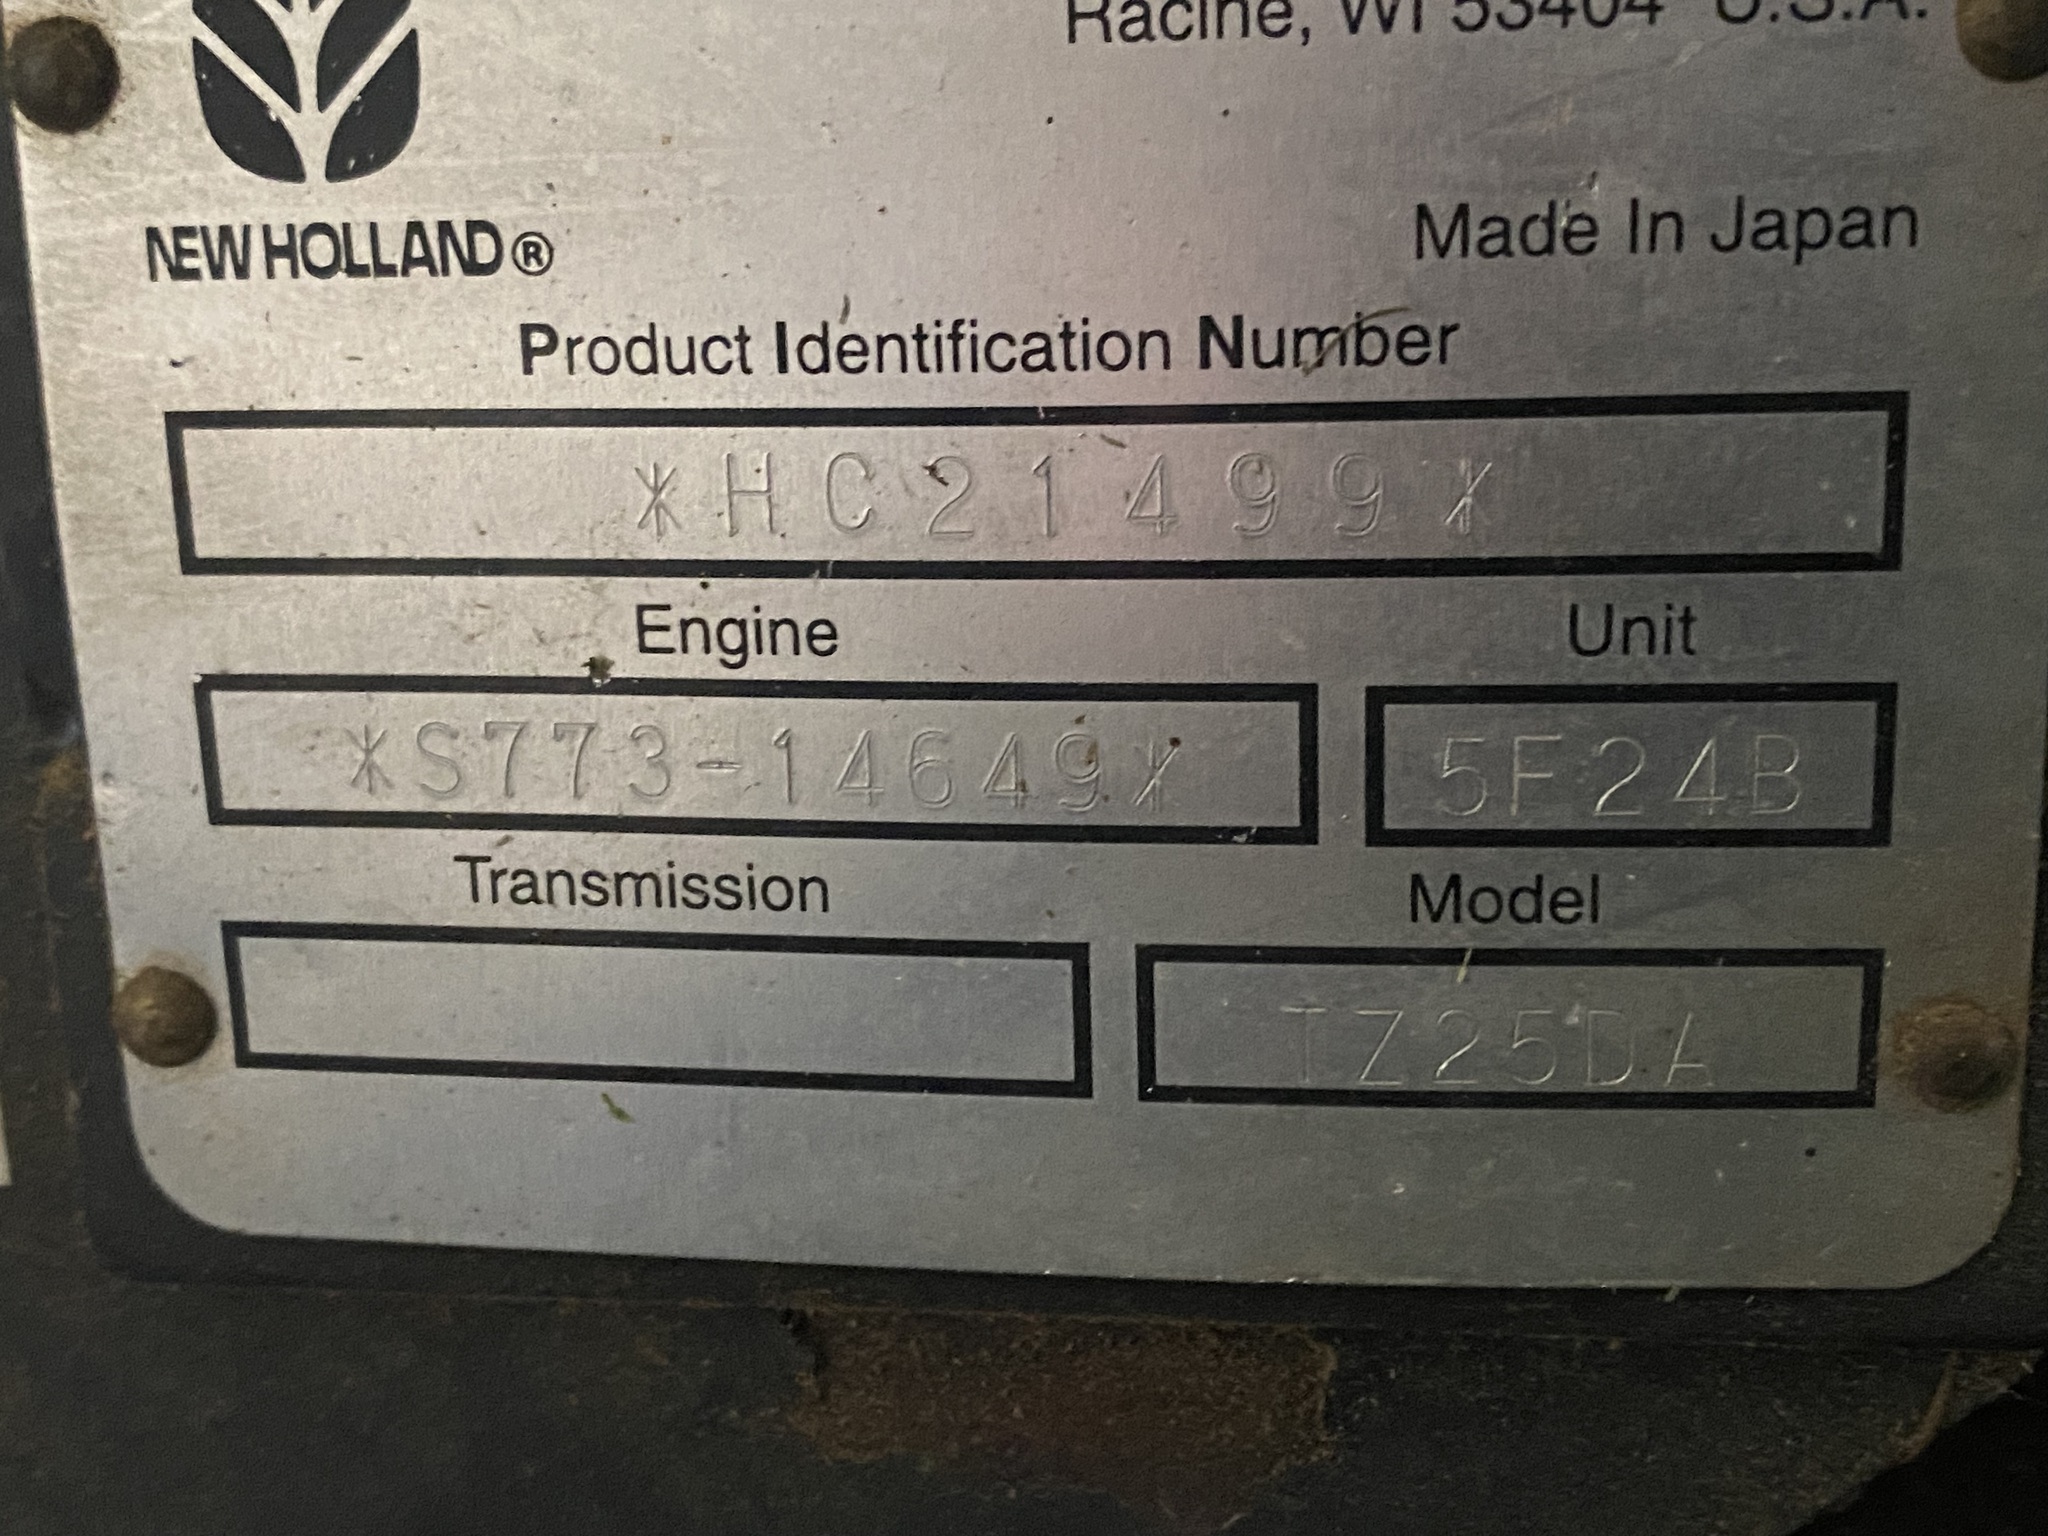 Racine, WI 53404 U.S.A.
NEW HOLLAND®
Made In Japan
Product Identification Number
*HC21499*
Engine
Unit
*S773-14649*
5F24B
Transmission
Model
TZ25DA